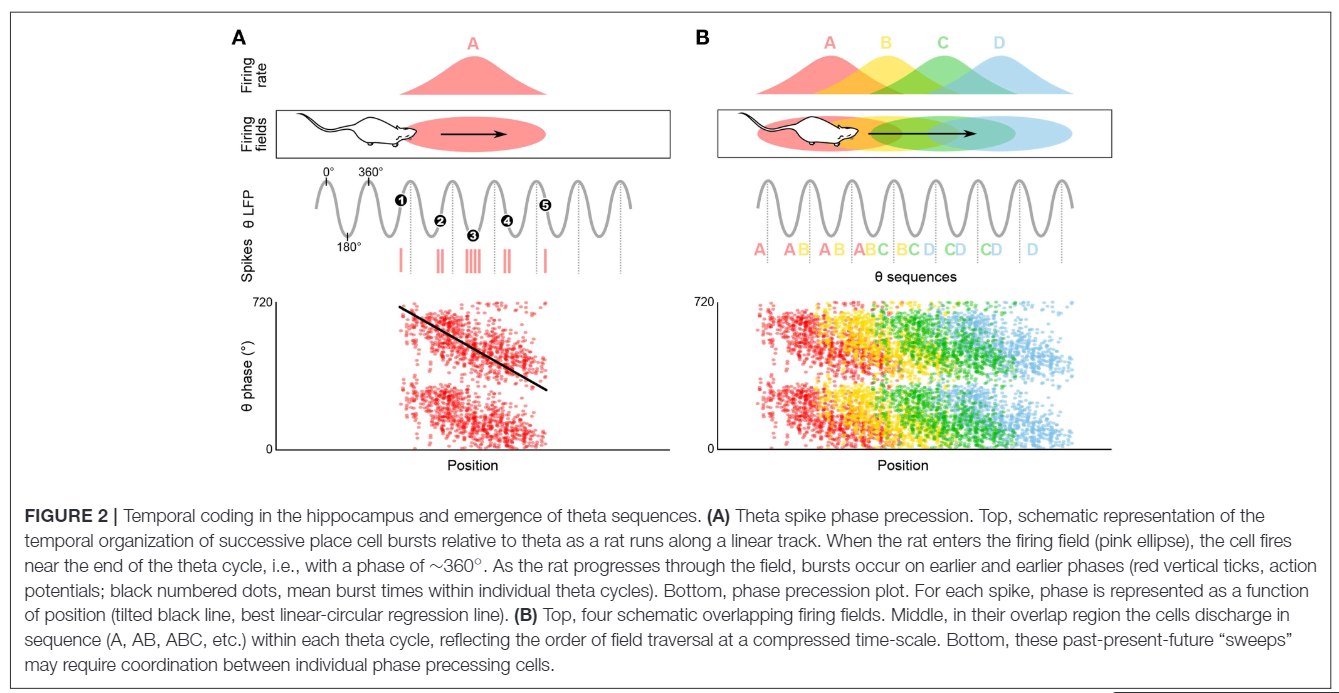 A
A
Firing rate
Firing fields
0° 360°
θ LFP
1 2 3 4 5
180°
Spikes
720
θ phase (°)
0
Position
B
A B C D
A AB AB ABC BCD CD CD D
θ sequences
720
0
Position
FIGURE 2 | Temporal coding in the hippocampus and emergence of theta sequences. (A) Theta spike phase precession. Top, schematic representation of the
temporal organization of successive place cell bursts relative to theta as a rat runs along a linear track. When the rat enters the firing field (pink ellipse), the cell fires
near the end of the theta cycle, i.e., with a phase of ∼360°. As the rat progresses through the field, bursts occur on earlier and earlier phases (red vertical ticks, action
potentials; black numbered dots, mean burst times within individual theta cycles). Bottom, phase precession plot. For each spike, phase is represented as a function
of position (tilted black line, best linear-circular regression line). (B) Top, four schematic overlapping firing fields. Middle, in their overlap region the cells discharge in
sequence (A, AB, ABC, etc.) within each theta cycle, reflecting the order of field traversal at a compressed time-scale. Bottom, these past-present-future “sweeps”
may require coordination between individual phase precessing cells.